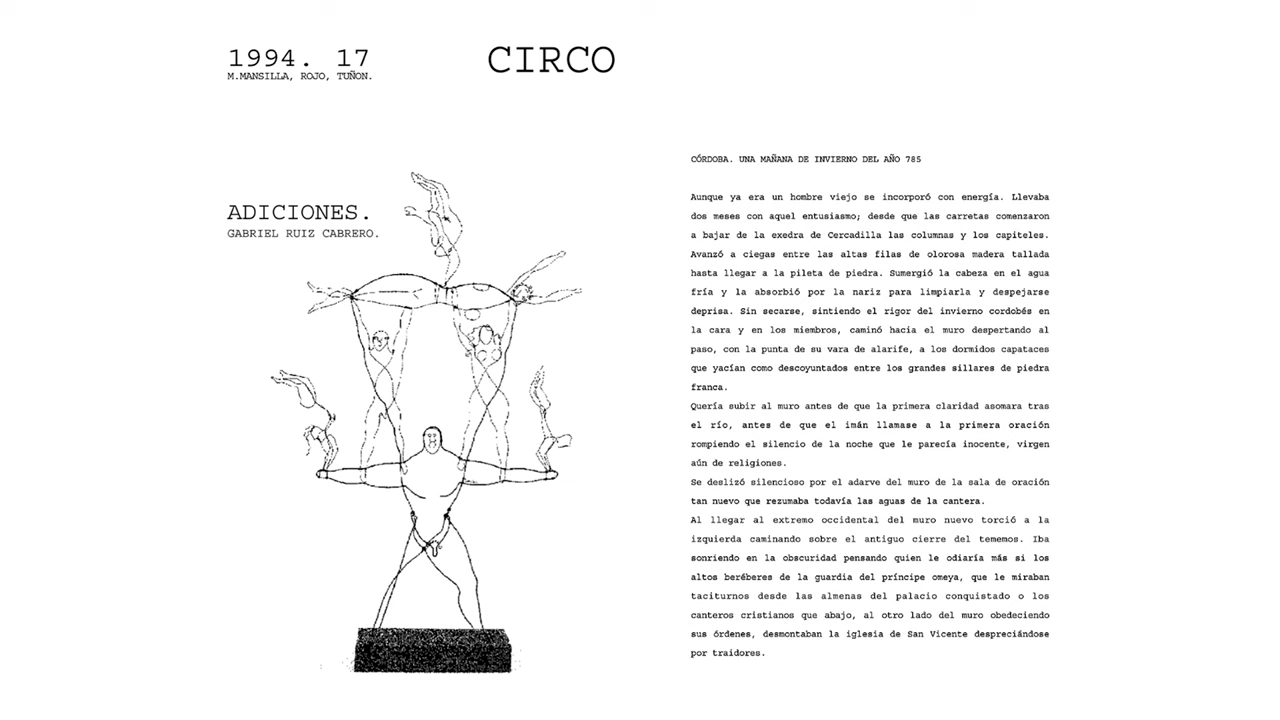 1994. 17
CIRCO
M.MANSILLA, ROJO, TUÑON.
ADICIONES.
GABRIEL RUIZ CABRERO.
CÓRDOBA. UNA MAÑANA DE INVIERNO DEL AÑO 785
Aunque ya era un hombre viejo se incorporó con energía. Llevaba
dos meses con aquel entusiasmo; desde que las carretas comenzaron
a bajar de la exedra de Cercadilla las columnas y los capiteles.
Avanzó a ciegas entre las altas filas de olorosa madera tallada
hasta llegar a la pileta de piedra. Sumergió la cabeza en el agua
fría y la absorbió por la nariz para limpiarla y despejarse
deprisa. Sin secarse, sintiendo el rigor del invierno cordobés en
la cara y en los miembros, caminó hacia el muro despertando al
paso, con la punta de su vara de alarife, a los dormidos capataces
que yacían como descoyuntados entre los grandes sillares de piedra
franca.
Quería subir al muro antes de que la primera claridad asomara tras
el río, antes de que el imán llamase a la primera oración
rompiendo el silencio de la noche que le parecía inocente, virgen
aún de religiones.
Se deslizó silencioso por el adarve del muro de la sala de oración
tan nuevo que rezumaba todavía las aguas de la cantera.
Al llegar al extremo occidental del muro nuevo torció a la
izquierda caminando sobre el antiguo cierre del tememos. Iba
sonriendo en la obscuridad pensando quien le odiaría más si los
altos beréberes de la guardia del príncipe omeya, que le miraban
taciturnos desde las almenas del palacio conquistado o los
canteros cristianos que abajo, al otro lado del muro obedeciendo
sus órdenes, desmontaban la iglesia de San Vicente despreciándose
por traidores.